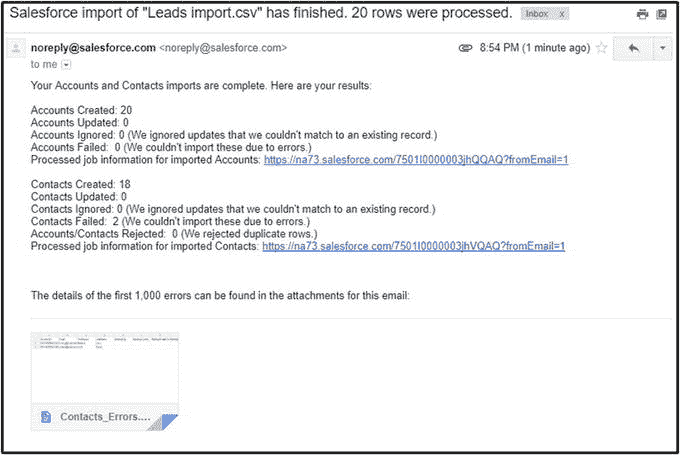 Salesforce import of "Leads import.csv" has finished. 20 rows were processed. Inbox x
noreply@salesforce.com <noreply@salesforce.com> 8:54 PM (1 minute ago)
to me
Your Accounts and Contacts imports are complete. Here are your results:
Accounts Created: 20
Accounts Updated: 0
Accounts Ignored: 0 (We ignored updates that we couldn't match to an existing record.)
Accounts Failed: 0 (We couldn't import these due to errors.)
Processed job information for imported Accounts: https://na73.salesforce.com/7501I0000003jhQQAQ?fromEmail=1
Contacts Created: 18
Contacts Updated: 0
Contacts Ignored: 0 (We ignored updates that we couldn't match to an existing record.)
Contacts Failed: 2 (We couldn't import these due to errors.)
Accounts/Contacts Rejected: 0 (We rejected duplicate rows.)
Processed job information for imported Contacts: https://na73.salesforce.com/7501I0000003jhVQAQ?fromEmail=1
The details of the first 1,000 errors can be found in the attachments for this email:
Contacts_Errors....